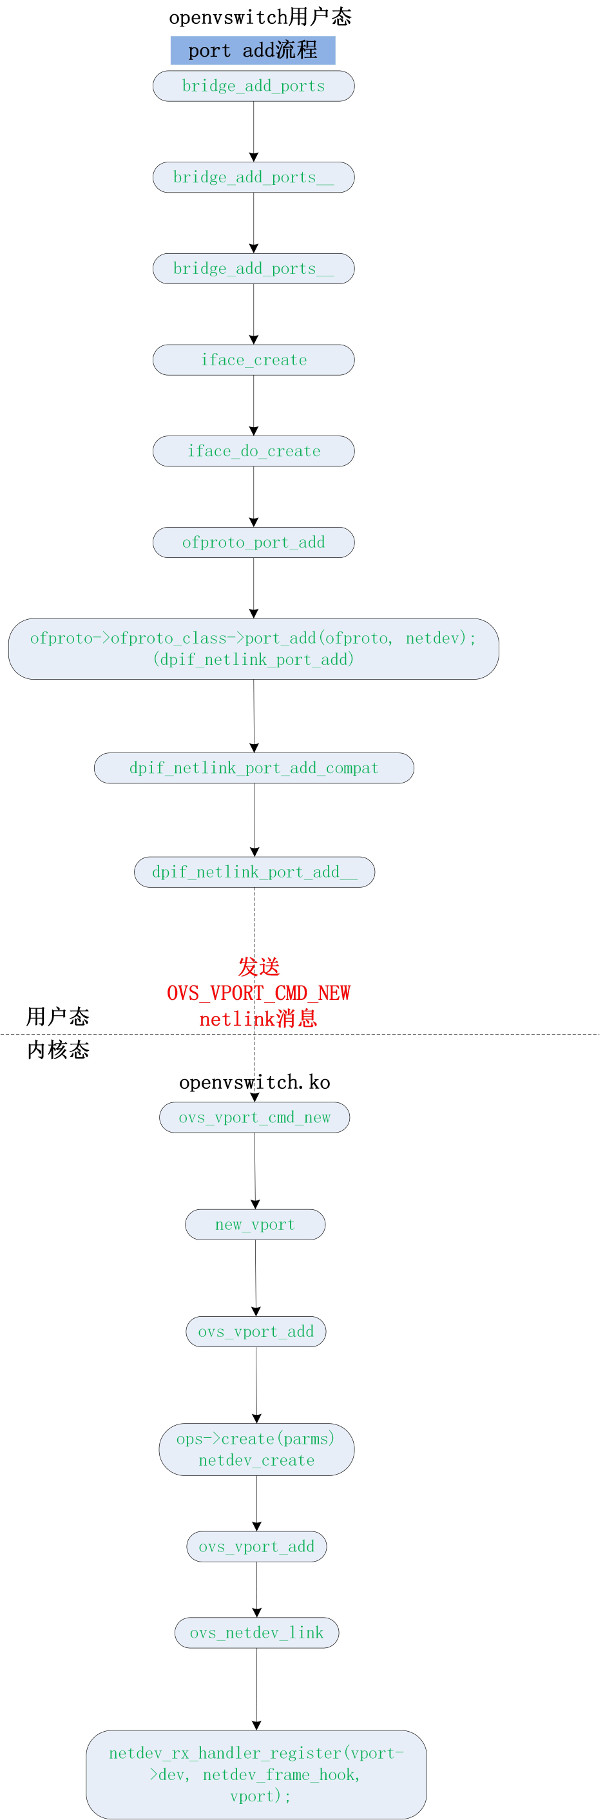 openvswitch用户态
port add流程
bridge_add_ports
bridge_add_ports__
bridge_add_ports__
iface_create
iface_do_create
ofproto_port_add
ofproto->ofproto_class->port_add(ofproto, netdev);
(dpif_netlink_port_add)
dpif_netlink_port_add_compat
dpif_netlink_port_add__
发送
OVS_VPORT_CMD_NEW
netlink消息
用户态
内核态
openvswitch.ko
ovs_vport_cmd_new
new_vport
ovs_vport_add
ops->create(parms)
netdev_create
ovs_vport_add
ovs_netdev_link
netdev_rx_handler_register(vport-
>dev, netdev_frame_hook,
vport);